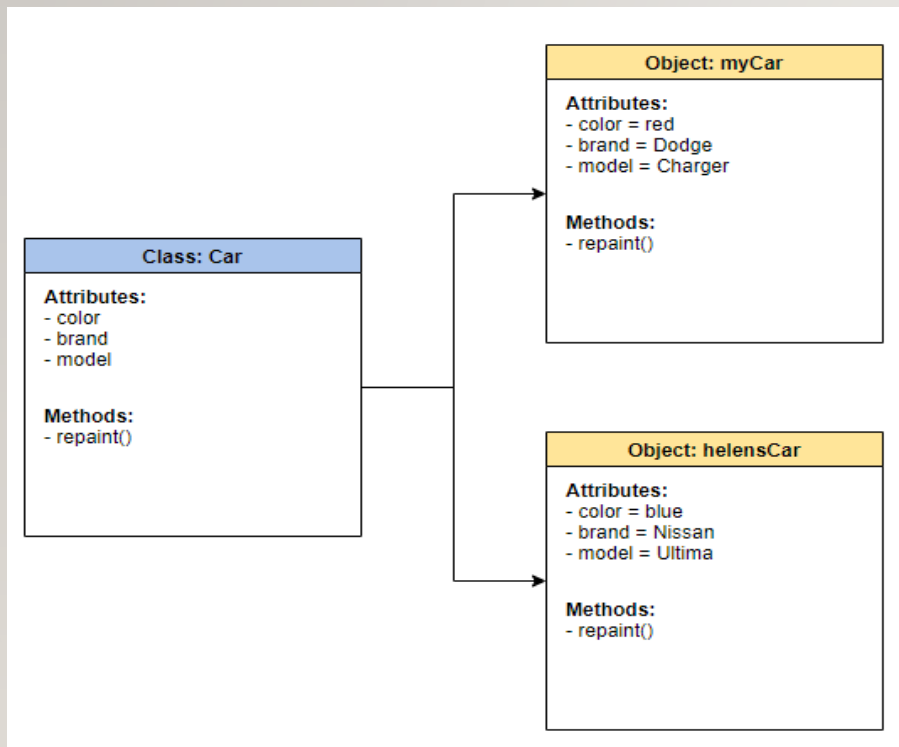 Class: Car
Attributes:
- color
- brand
- model
Methods:
- repaint()
Object: myCar
Attributes:
- color = red
- brand = Dodge
- model = Charger
Methods:
- repaint()
Object: helensCar
Attributes:
- color = blue
- brand = Nissan
- model = Ultima
Methods:
- repaint()